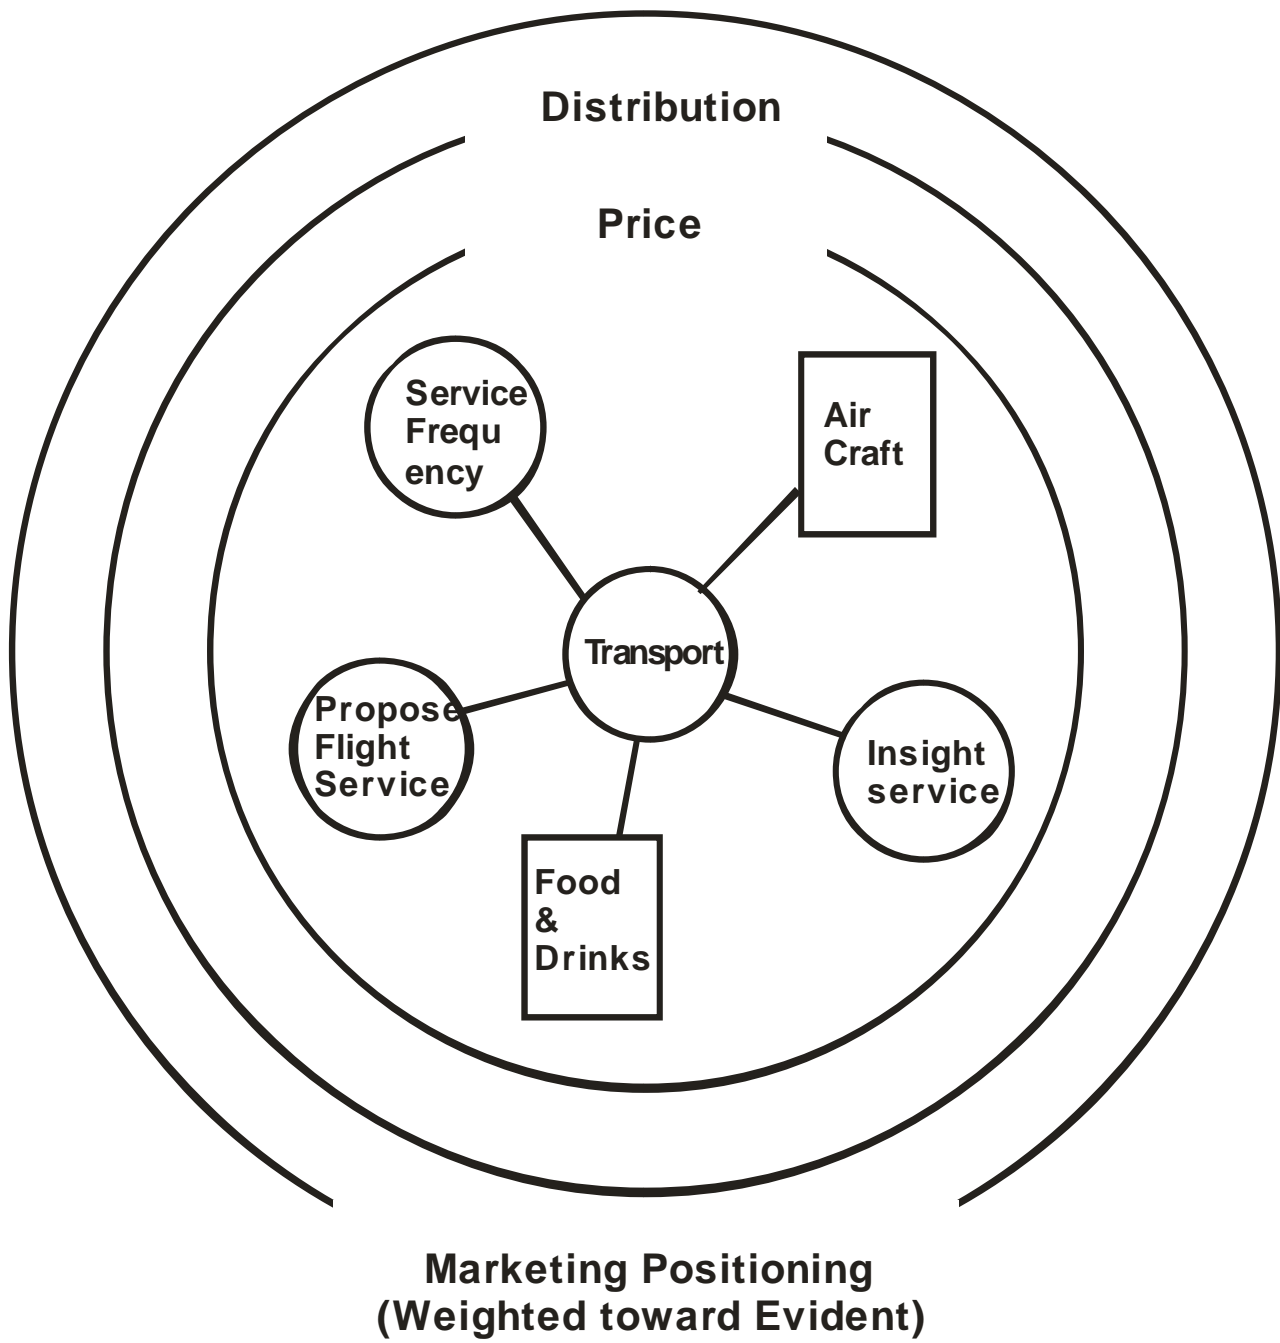 Distribution
Price
Service
Frequ
ency
Air
Craft
Transport
Propose
Flight
Service
Insight
service
Food
&
Drinks
Marketing Positioning
(Weighted toward Evident)